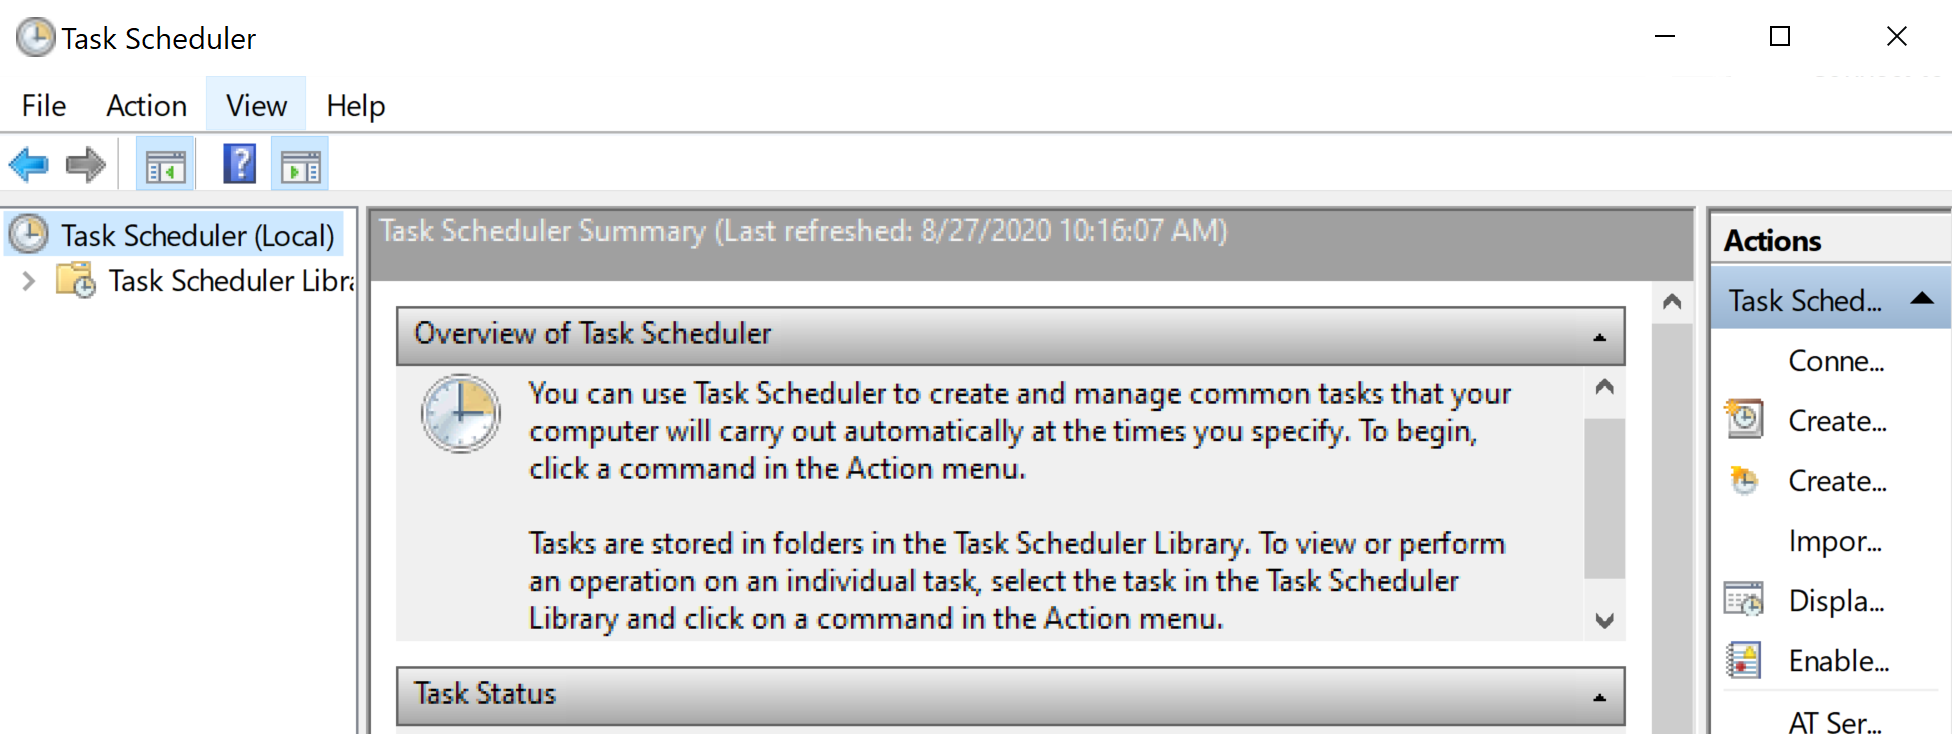 Task Scheduler
File Action View Help
Task Scheduler (Local)
Task Scheduler Libra
Task Scheduler Summary (Last refreshed: 8/27/2020 10:16:07 AM)
Overview of Task Scheduler
You can use Task Scheduler to create and manage common tasks that your
computer will carry out automatically at the times you specify. To begin,
click a command in the Action menu.
Tasks are stored in folders in the Task Scheduler Library. To view or perform
an operation on an individual task, select the task in the Task Scheduler
Library and click on a command in the Action menu.
Task Status
Actions
Task Sched...
Conne...
Create...
Create...
Impor...
Displa...
Enable...
AT Ser...